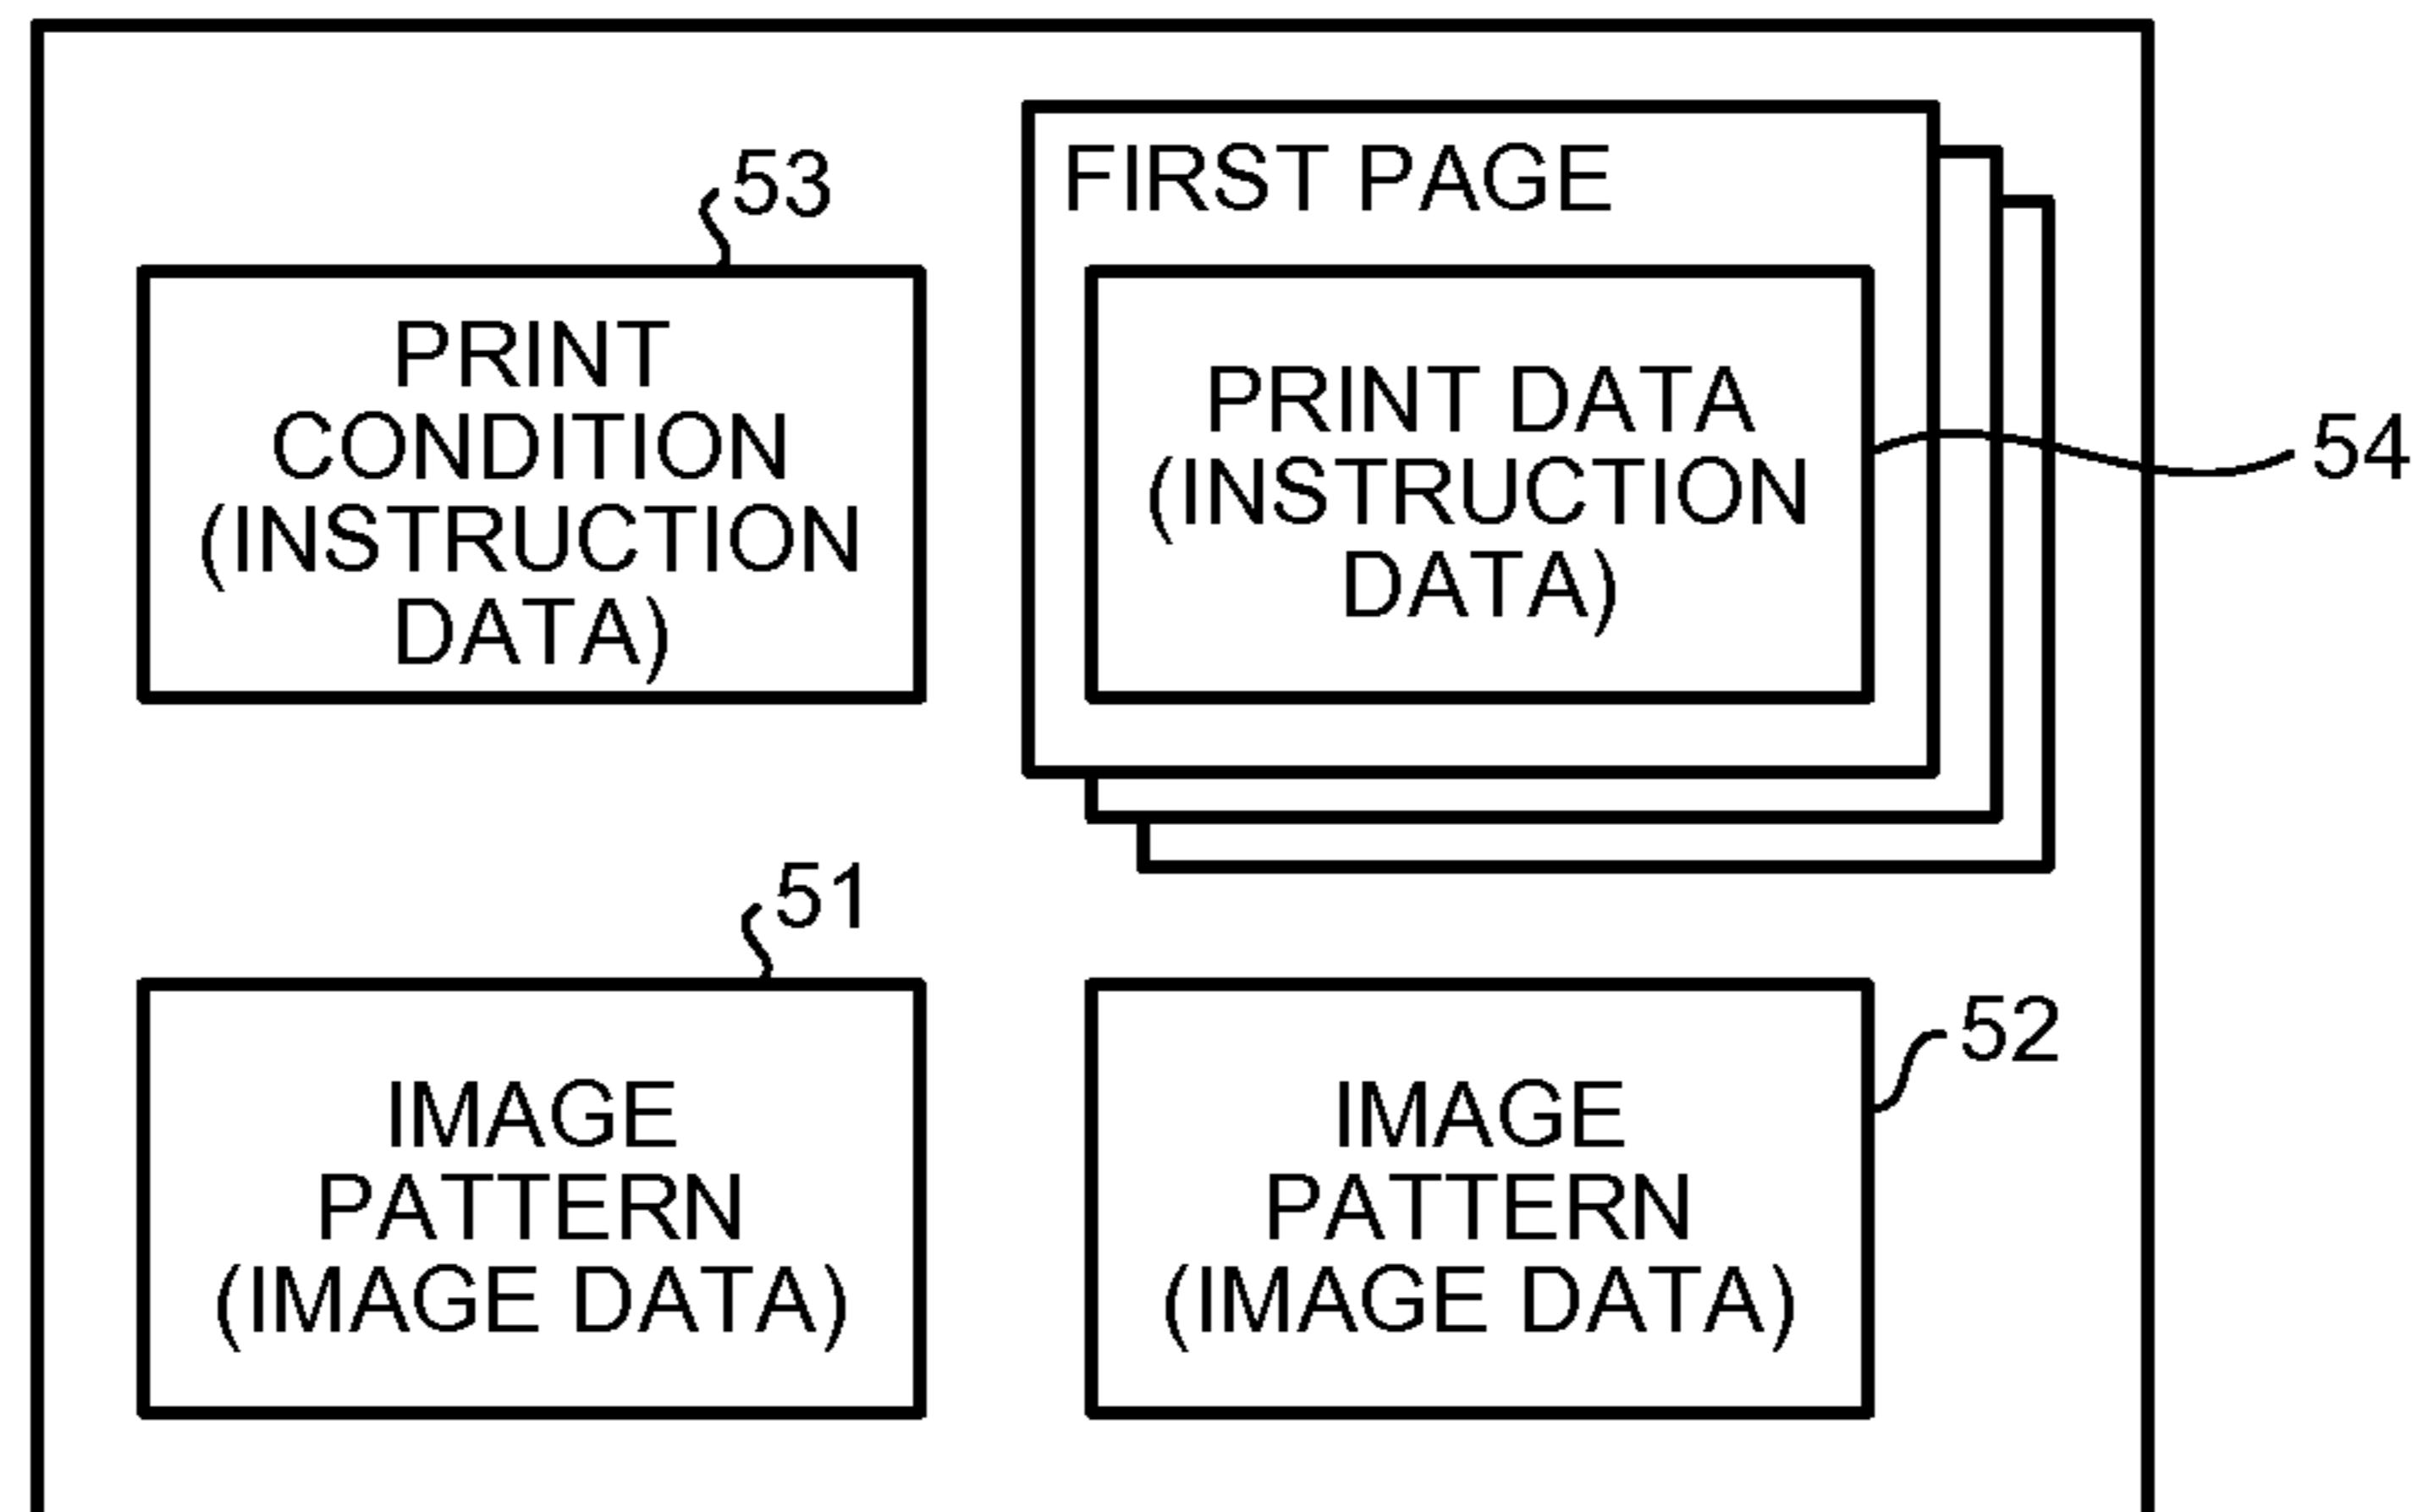 53
PRINT
CONDITION
(INSTRUCTION
DATA)
FIRST PAGE
PRINT DATA
(INSTRUCTION
DATA)
54
51
IMAGE
PATTERN
(IMAGE DATA)
52
IMAGE
PATTERN
(IMAGE DATA)